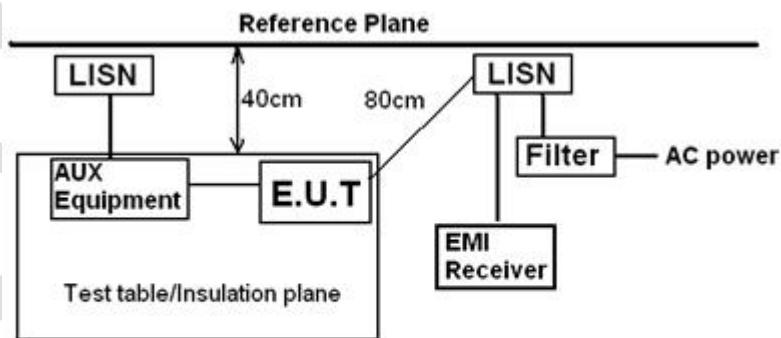 Reference Plane
LISN
40cm
80cm
LISN
AUX
Equipment
E.U.T
Filter
AC power
EMI
Receiver
Test table/Insulation plane